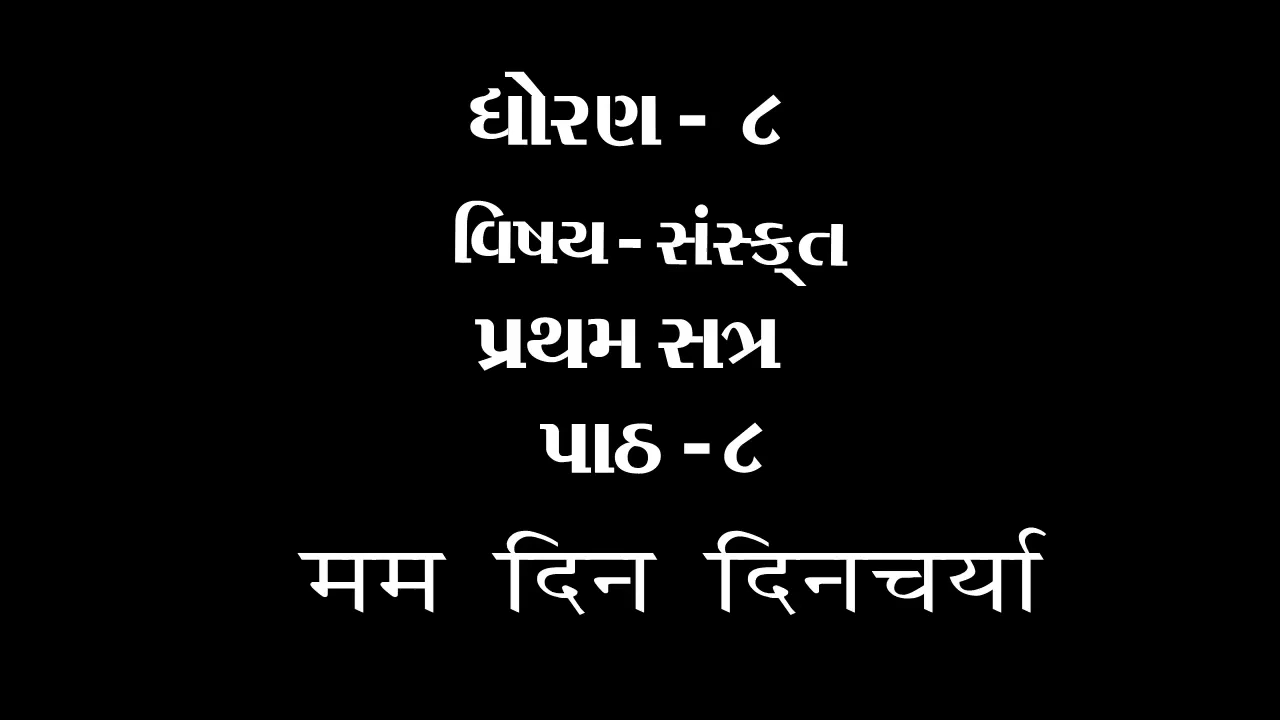 ધોરણ - ૮
વિષય - સંસ્ક્ત
પ્રથમ સત્ર
પાઠ - ૮
मम दिन दिनचर्या